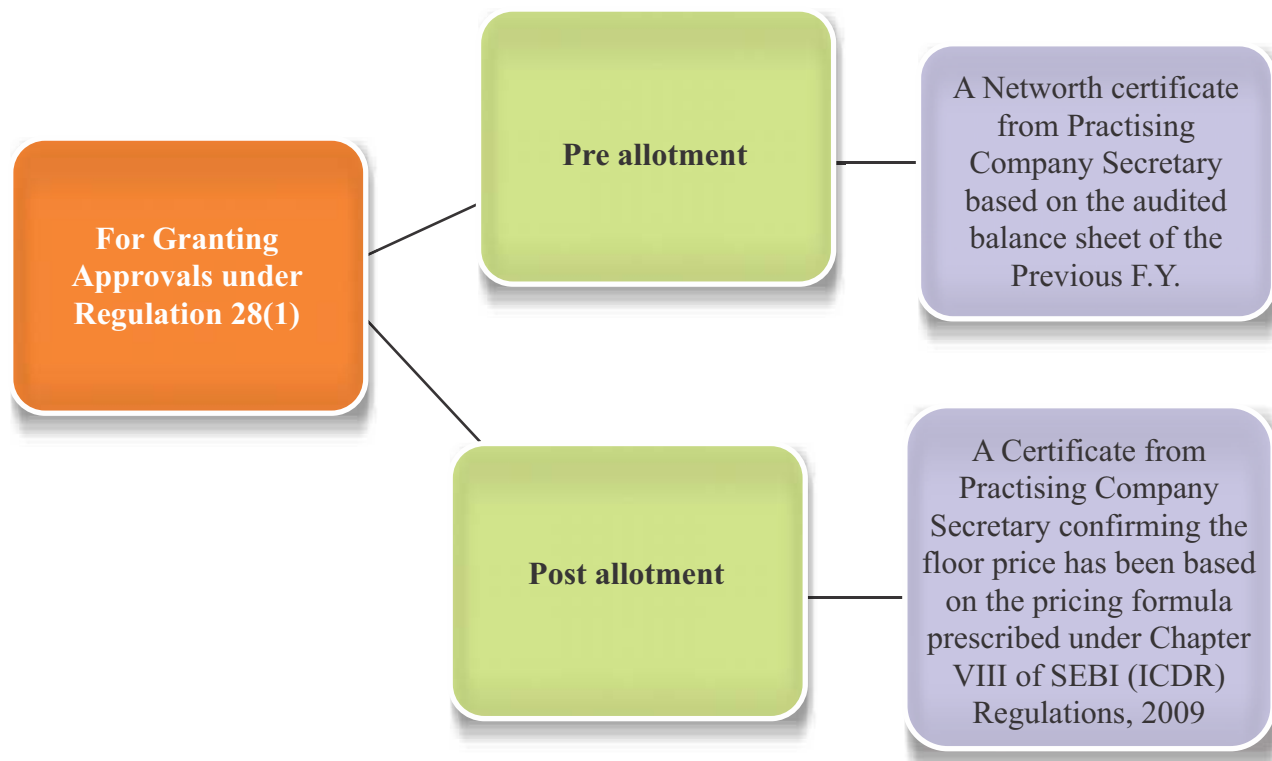 For Granting
Approvals under
Regulation 28(1)
Pre allotment
A Networth certificate
from Practising
Company Secretary
based on the audited
balance sheet of the
Previous F.Y.
Post allotment
A Certificate from
Practising Company
Secretary confirming the
floor price has been based
on the pricing formula
prescribed under Chapter
VIII of SEBI (ICDR)
Regulations, 2009